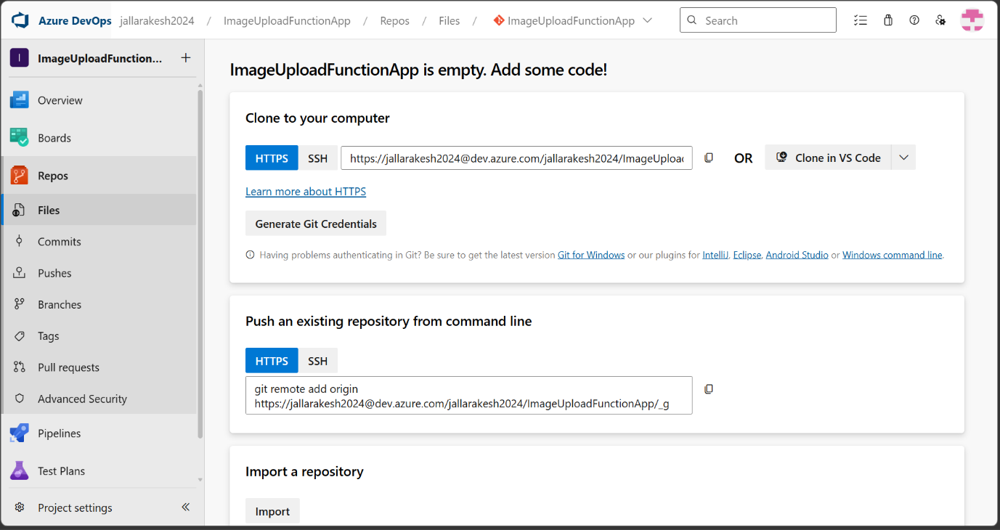 Azure DevOps jallarakesh2024 / ImageUploadFunctionApp / Repos / Files / ImageUploadFunctionApp Search
I ImageUploadFunction... +
Overview
Boards
Repos
Files
Commits
Pushes
Branches
Tags
Pull requests
Advanced Security
Pipelines
Test Plans
Project settings
ImageUploadFunctionApp is empty. Add some code!
Clone to your computer
HTTPS SSH https://jallarakesh2024@dev.azure.com/jallarakesh2024/ImageUploa OR Clone in VS Code
Learn more about HTTPS
Generate Git Credentials
Having problems authenticating in Git? Be sure to get the latest version Git for Windows or our plugins for IntelliJ, Eclipse, Android Studio or Windows command line.
Push an existing repository from command line
HTTPS SSH
git remote add origin
https://jallarakesh2024@dev.azure.com/jallarakesh2024/ImageUploadFunctionApp/_g
Import a repository
Import